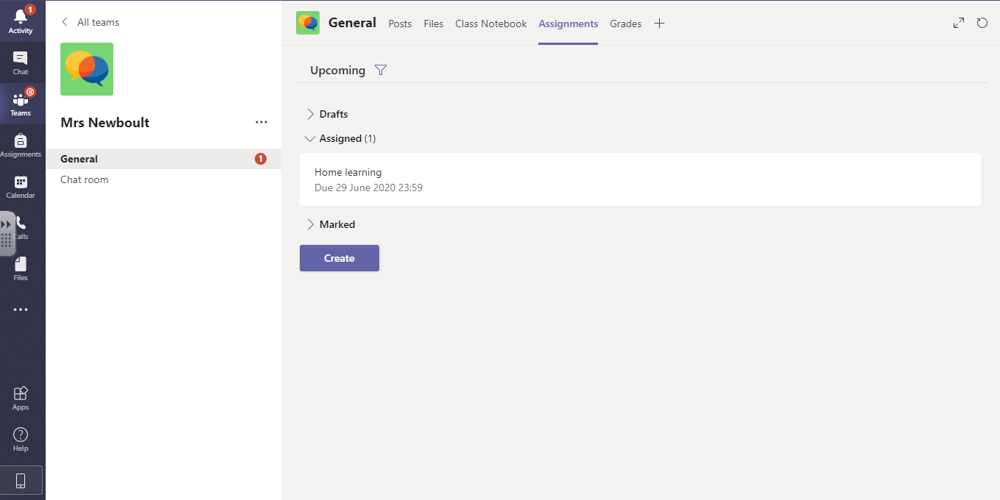 1
Activity
Chat
@
Teams
Assignments
Calendar
Calls
Files
Apps
Help
All teams
Mrs Newboult
General
1
Chat room
General Posts Files Class Notebook Assignments Grades
Upcoming
Drafts
Assigned (1)
Home learning
Due 29 June 2020 23:59
Marked
Create